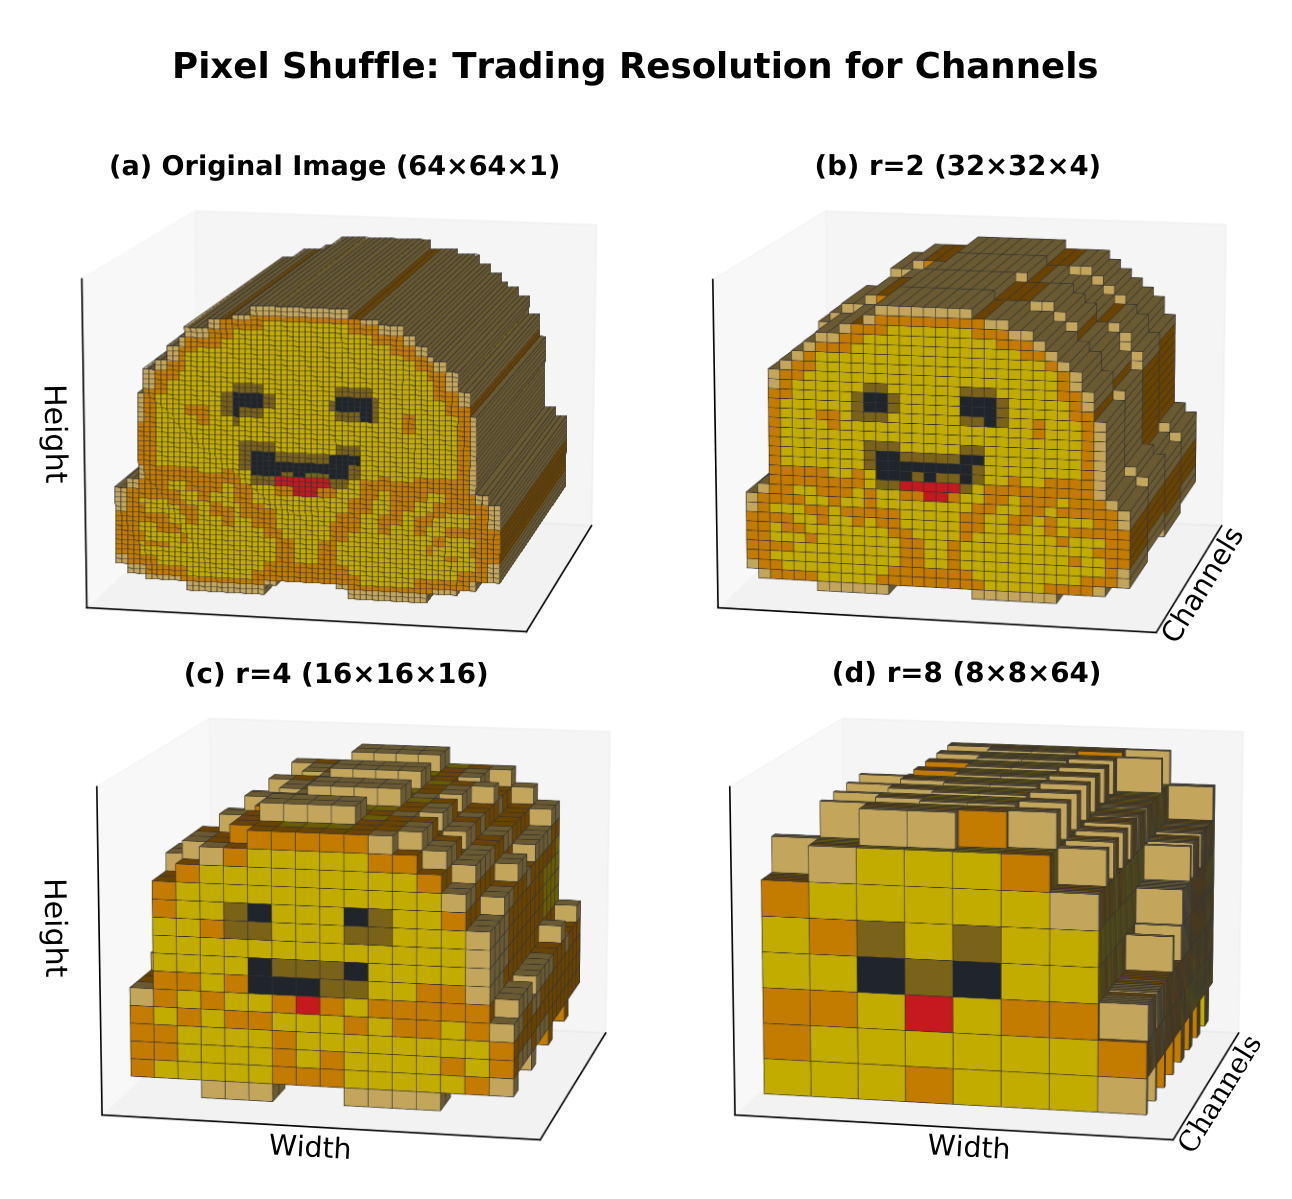 Pixel Shuffle: Trading Resolution for Channels
(a) Original Image (64×64×1)
(b) r=2 (32×32×4)
Height
Channels
(c) r=4 (16×16×16)
(d) r=8 (8×8×64)
Height
Width
Width
Channels